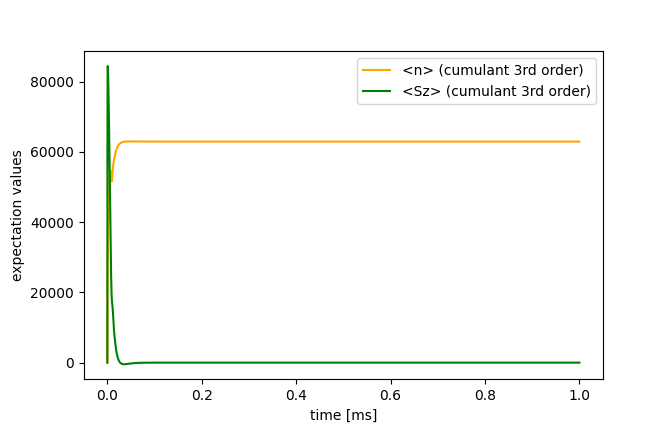 <n> (cumulant 3rd order)
<Sz> (cumulant 3rd order)
expectation values
80000
60000
40000
20000
0
0.0 0.2 0.4 0.6 0.8 1.0
time [ms]